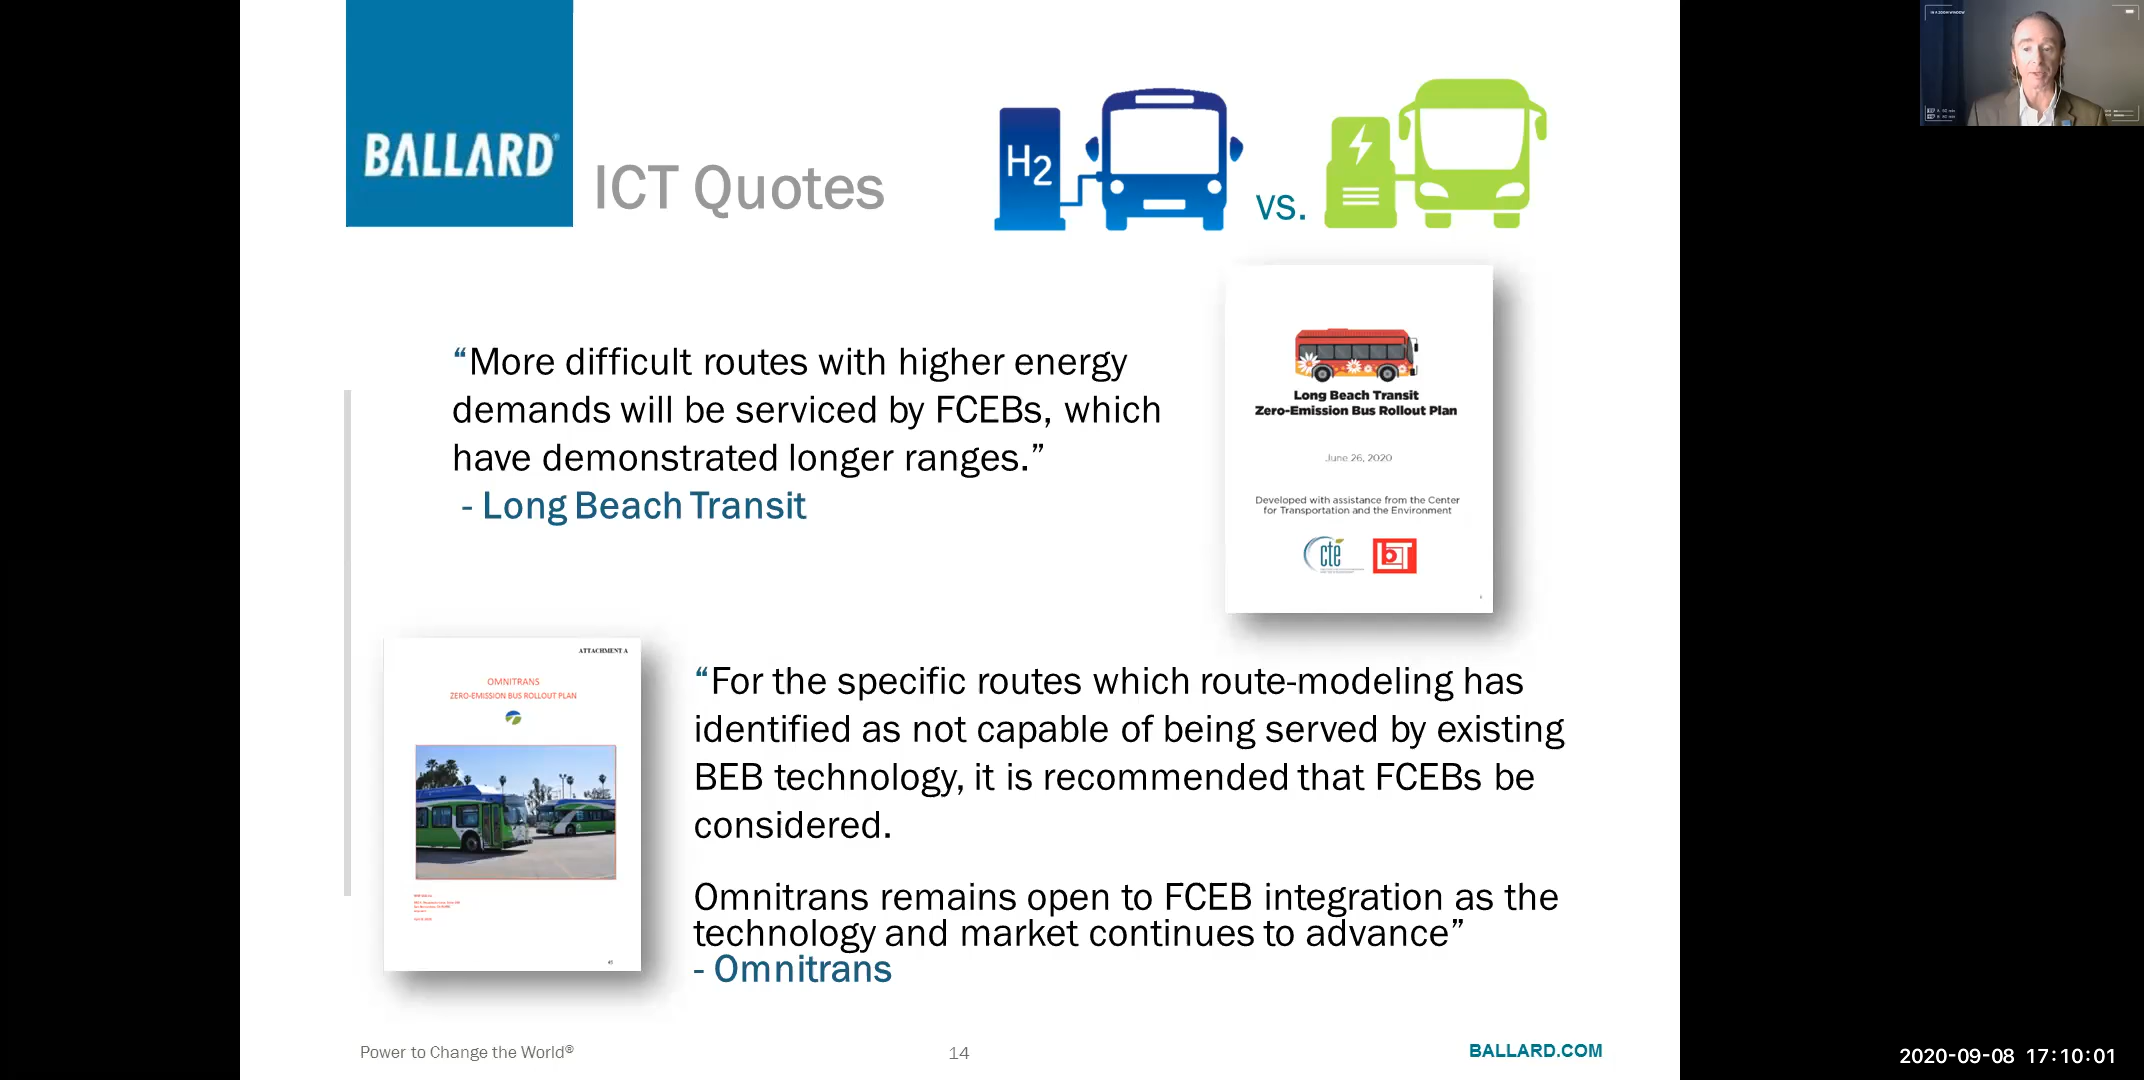 BALLARD®
ICT Quotes
H2
VS.
“More difficult routes with higher energy
demands will be serviced by FCEBs, which
have demonstrated longer ranges.”
- Long Beach Transit
Long Beach Transit
Zero-Emission Bus Rollout Plan
June 26, 2020
Developed with assistance from the Center
for Transportation and the Environment
cte
LBT
ATTACHMENT A
OMNITRANS
ZERO-EMISSION BUS ROLLOUT PLAN
“For the specific routes which route-modeling has
identified as not capable of being served by existing
BEB technology, it is recommended that FCEBs be
considered.
Omnitrans remains open to FCEB integration as the
technology and market continues to advance”
- Omnitrans
Power to Change the World®
14
BALLARD.COM
2020-09-08 17:10:01